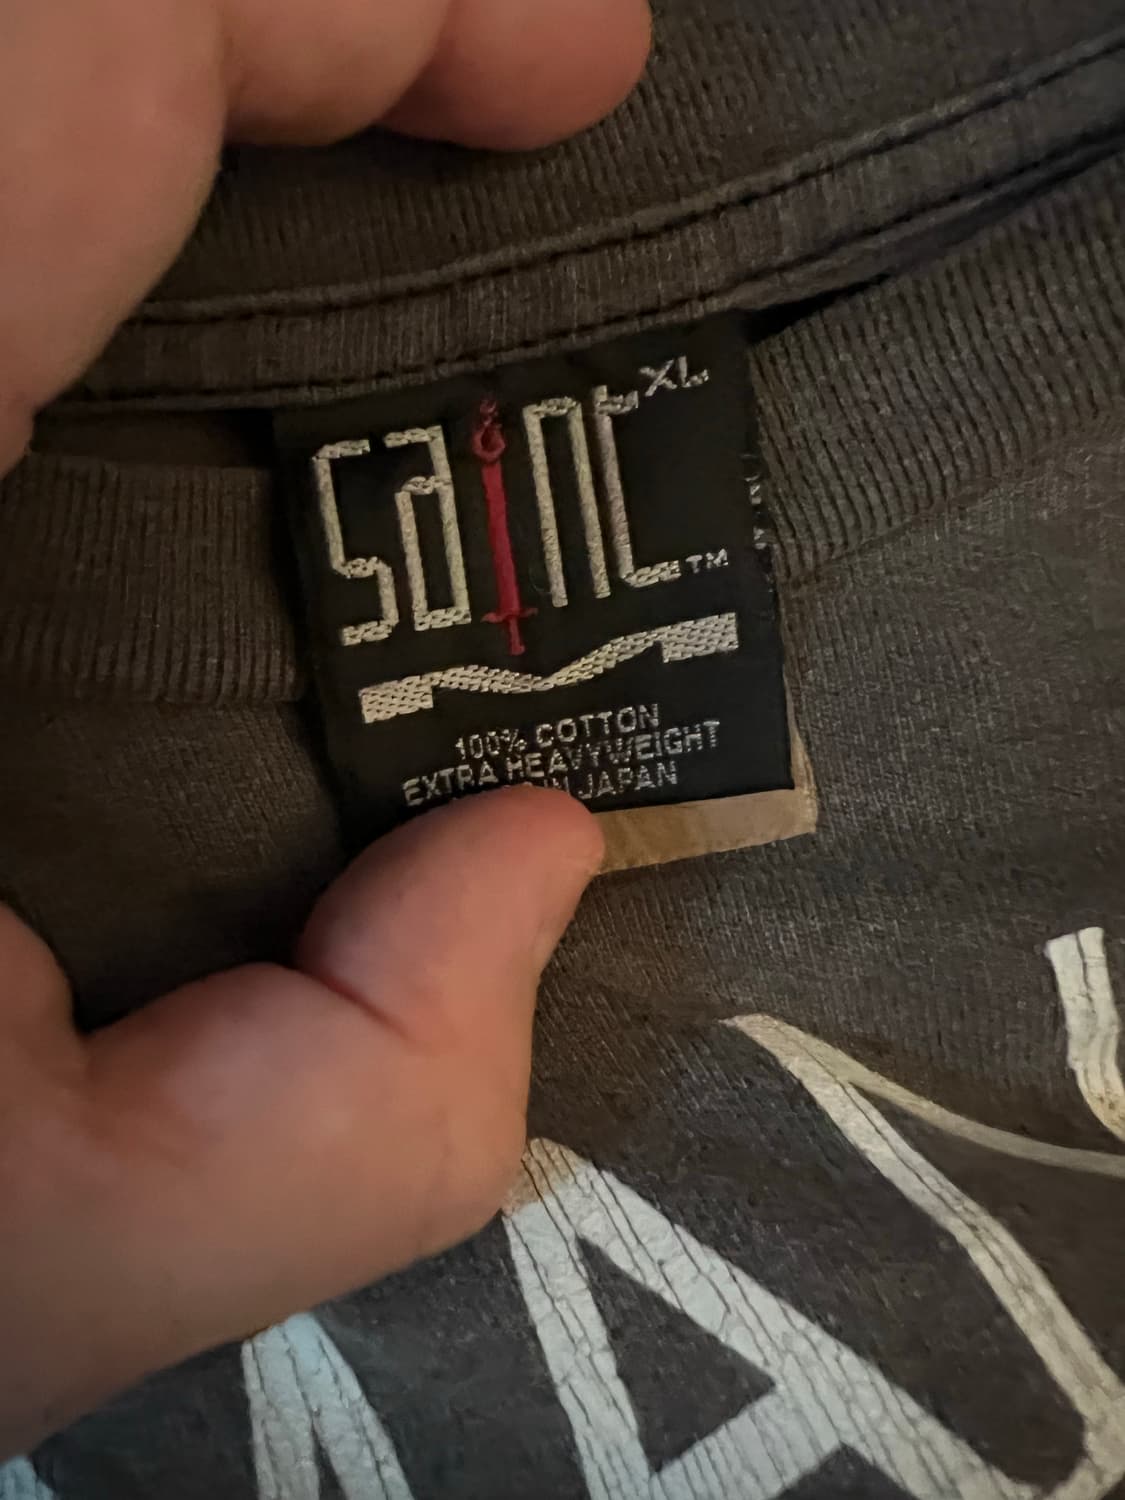 saint XL
TM
100% COTTON
EXTRA HEAVYWEIGHT
IN JAPAN